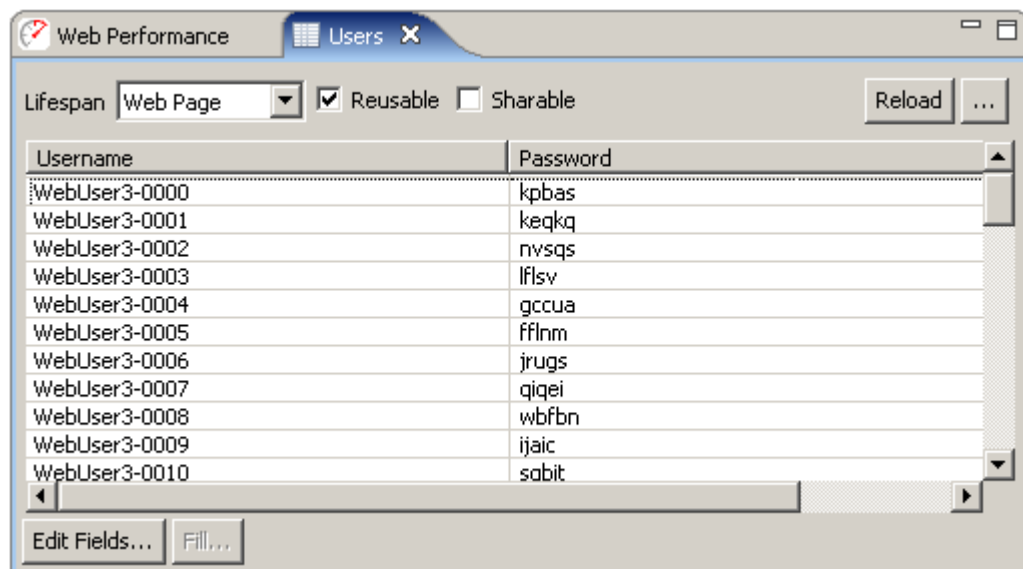 Web Performance Users
Lifespan Web Page Reusable Sharable Reload ...
Username Password
WebUser3-0000 kpbas
WebUser3-0001 keqkq
WebUser3-0002 nvsqs
WebUser3-0003 lflsv
WebUser3-0004 gccua
WebUser3-0005 fflnm
WebUser3-0006 jrugs
WebUser3-0007 qiqei
WebUser3-0008 wbfbn
WebUser3-0009 ijaic
WebUser3-0010 sqbit
Edit Fields... Fill...